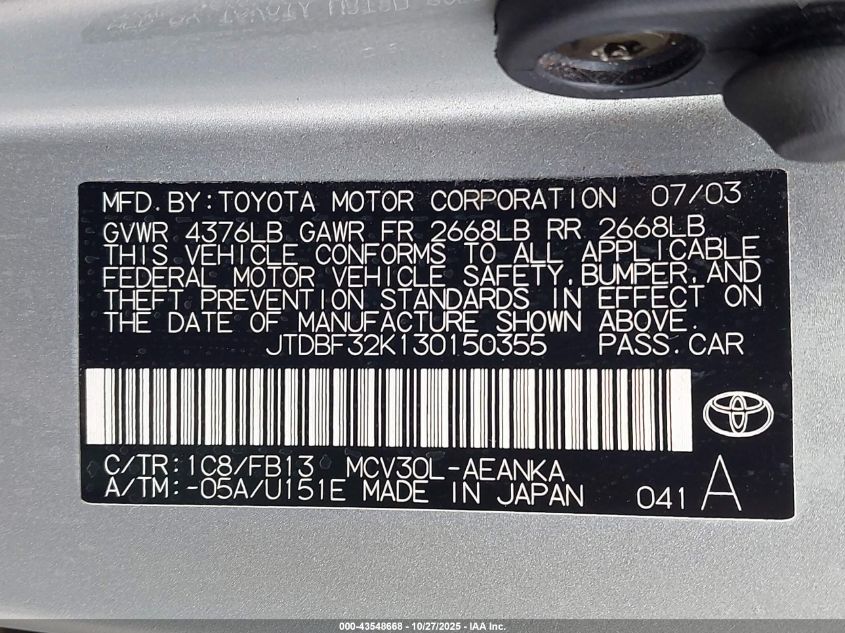 MFD. BY: TOYOTA MOTOR CORPORATION 07/03
GVWR 4376LB GAWR FR 2668LB RR 2668LB
THIS VEHICLE CONFORMS TO ALL APPLICABLE
FEDERAL MOTOR VEHICLE SAFETY, BUMPER, AND
THEFT PREVENTION STANDARDS IN EFFECT ON
THE DATE OF MANUFACTURE SHOWN ABOVE.
JTDBF32K130150355 PASS. CAR
C/TR: 1C8/FB13 MCV30L-AEANKA
A/TM: -05A/U151E MADE IN JAPAN 041 A
000-43548668 - 10/27/2025 - IAA Inc.